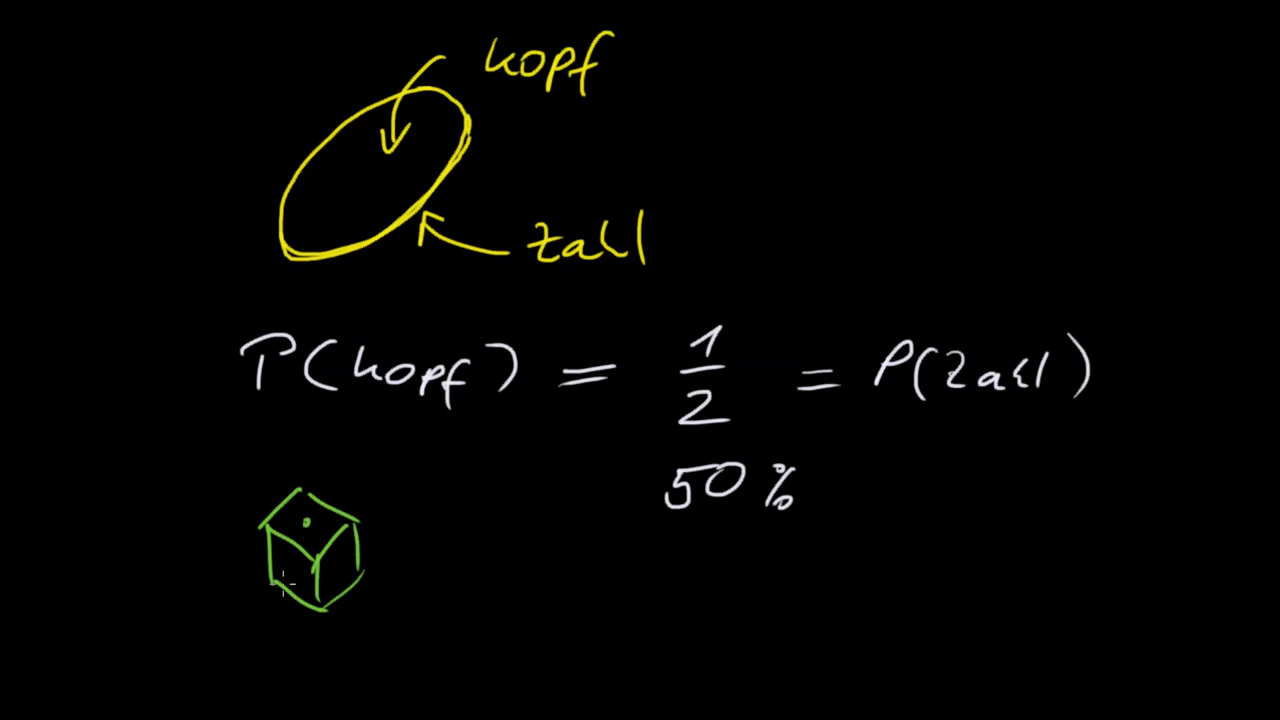 Kopf
Zahl
P(Kopf) = 1/2 = P(Zahl)
50%